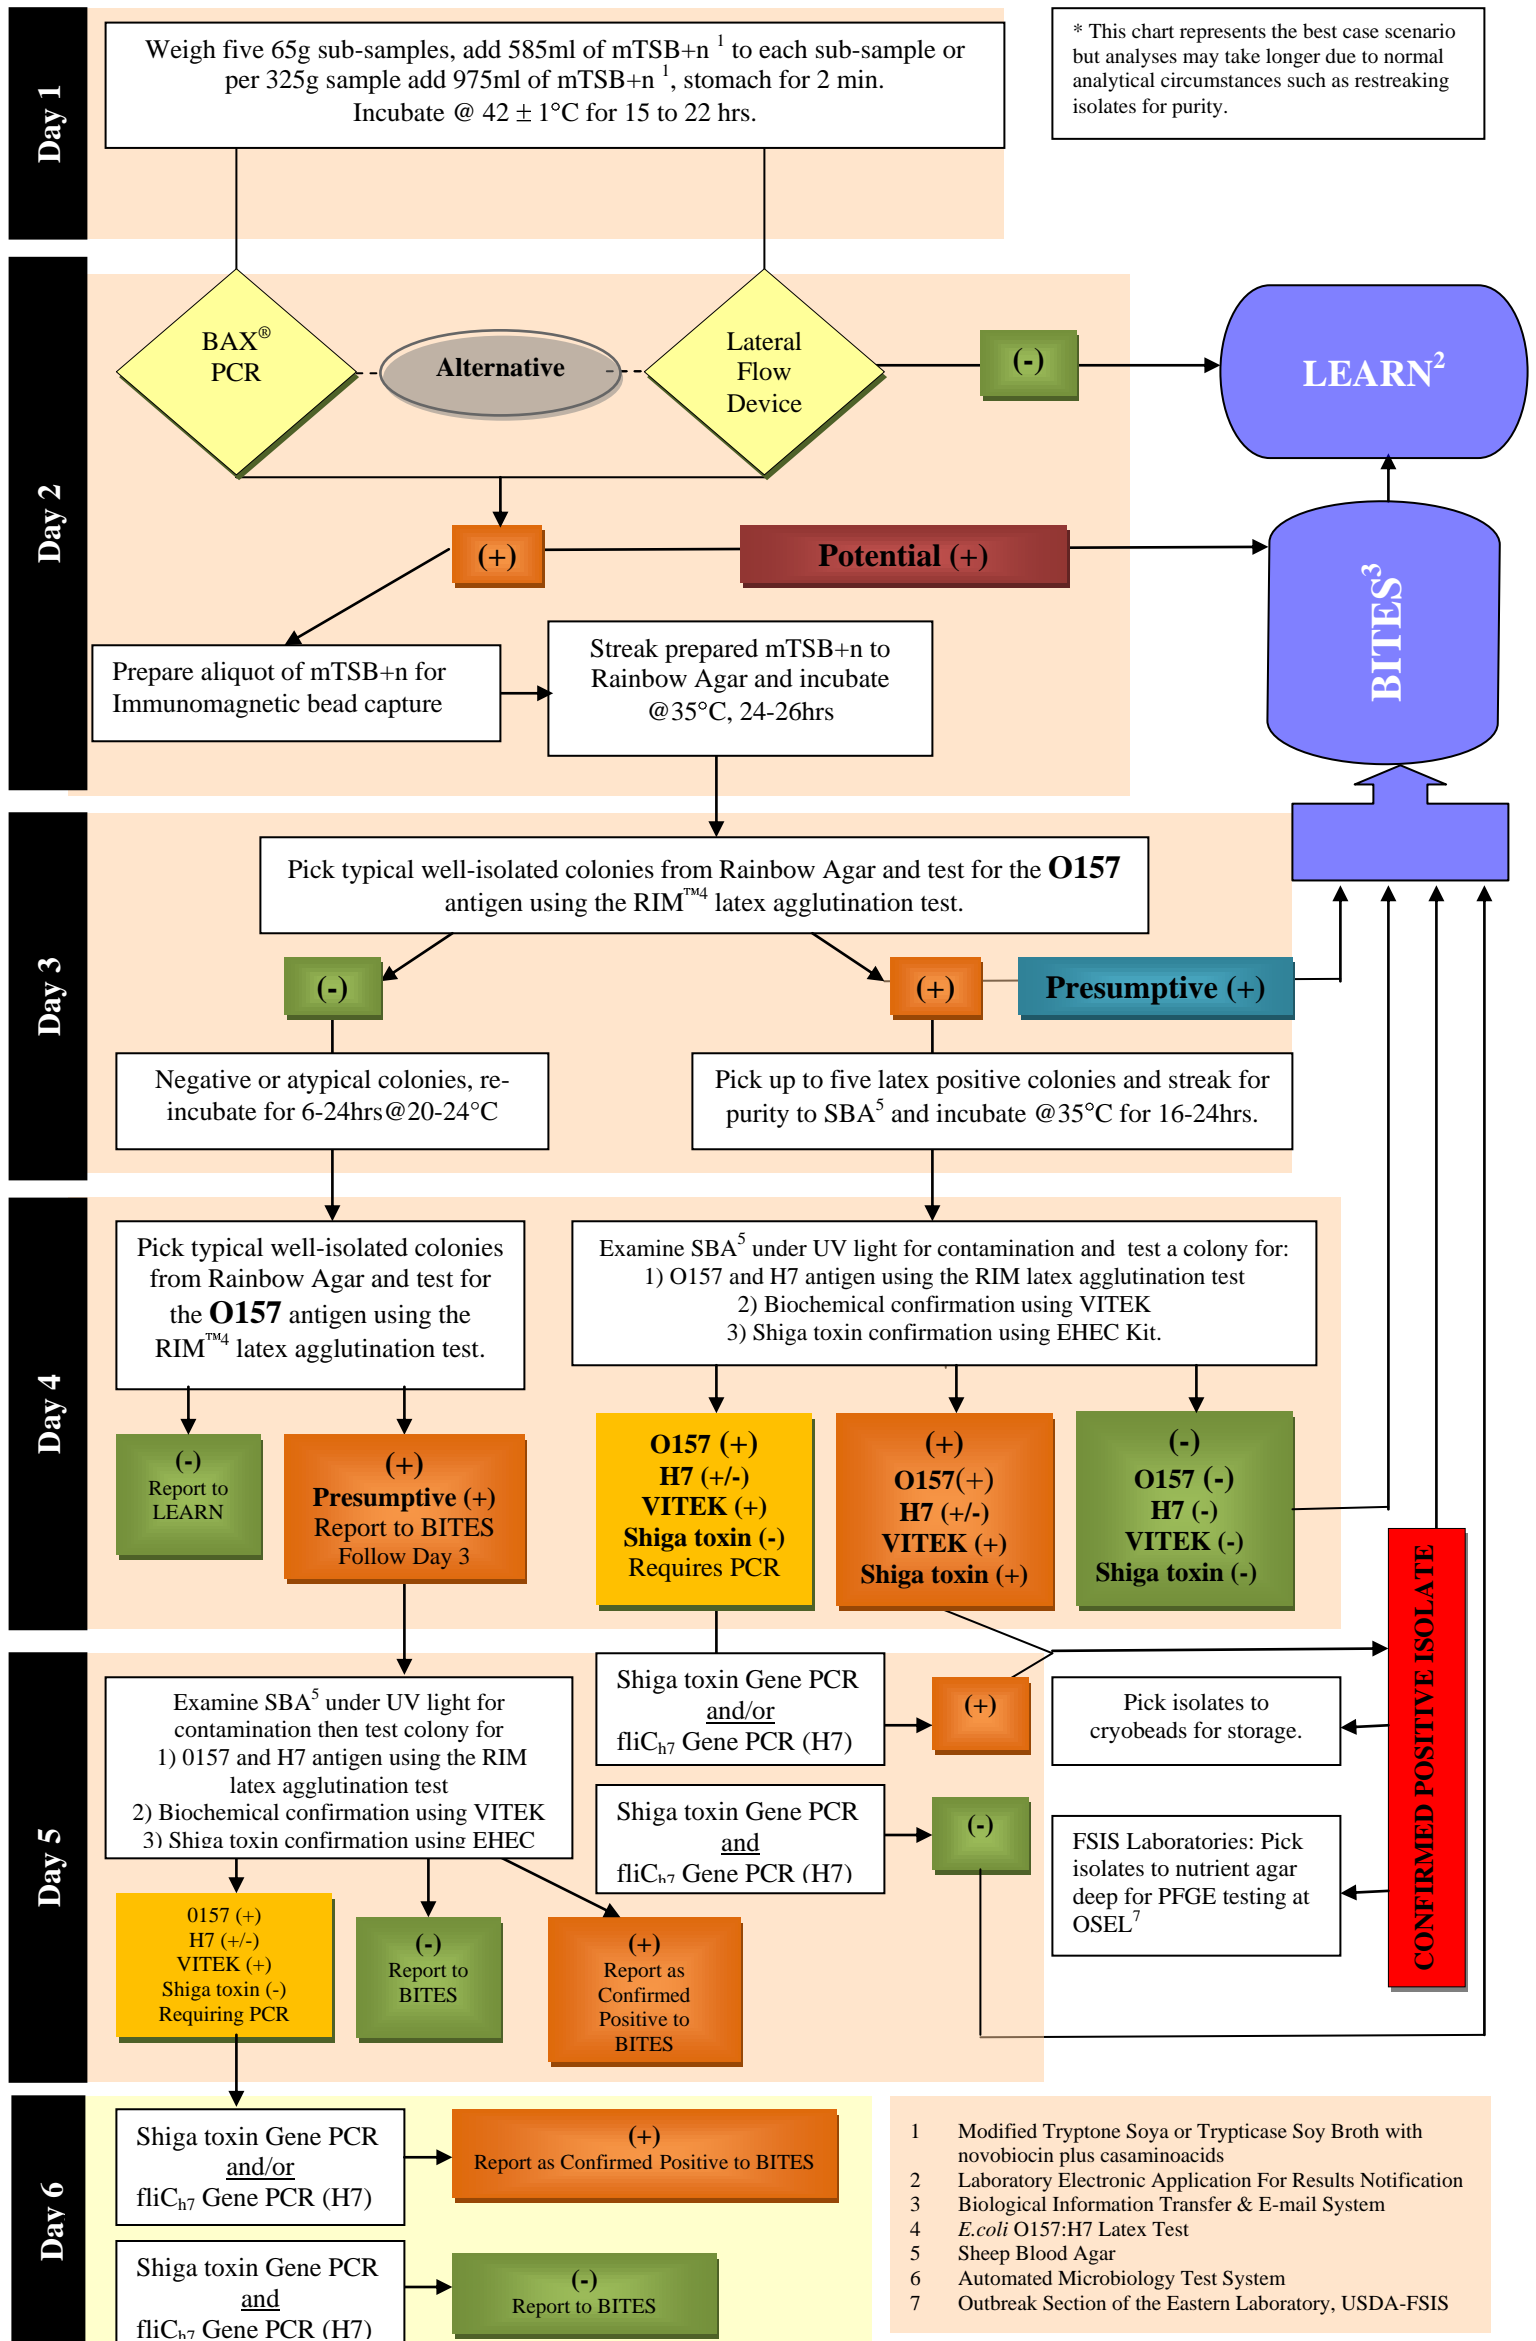 Day 1
Weigh five 65g sub-samples, add 585ml of mTSB+n 1 to each sub-sample or
per 325g sample add 975ml of mTSB+n 1, stomach for 2 min.
Incubate @ 42 ± 1°C for 15 to 22 hrs.
* This chart represents the best case scenario
but analyses may take longer due to normal
analytical circumstances such as restreaking
isolates for purity.
Day 2
BAX®
PCR
Alternative
Lateral
Flow
Device
(-)
LEARN2
(+)
Potential (+)
BITES3
Prepare aliquot of mTSB+n for
Immunomagnetic bead capture
Streak prepared mTSB+n to
Rainbow Agar and incubate
@35°C, 24-26hrs
Day 3
Pick typical well-isolated colonies from Rainbow Agar and test for the O157
antigen using the RIM™4 latex agglutination test.
(-)
(+)
Presumptive (+)
Negative or atypical colonies, re-
incubate for 6-24hrs@20-24°C
Pick up to five latex positive colonies and streak for
purity to SBA5 and incubate @35°C for 16-24hrs.
Day 4
Pick typical well-isolated colonies
from Rainbow Agar and test for
the O157 antigen using the
RIM™4 latex agglutination test.
Examine SBA5 under UV light for contamination and  test a colony for:
1) O157 and H7 antigen using the RIM latex agglutination test
2) Biochemical confirmation using VITEK
3) Shiga toxin confirmation using EHEC Kit.
(-)
Report to
LEARN
(+)
Presumptive (+)
Report to BITES
Follow Day 3
O157 (+)
H7 (+/-)
VITEK (+)
Shiga toxin (-)
Requires PCR
(+)
O157(+)
H7 (+/-)
VITEK (+)
Shiga toxin (+)
(-)
O157 (-)
H7 (-)
VITEK (-)
Shiga toxin (-)
CONFIRMED POSITIVE ISOLATE
Day 5
Examine SBA5 under UV light for
contamination then test colony for
1) 0157 and H7 antigen using the RIM
latex agglutination test
2) Biochemical confirmation using VITEK
3) Shiga toxin confirmation using EHEC
Shiga toxin Gene PCR
and/or
fliCh7 Gene PCR (H7)
(+)
Pick isolates to
cryobeads for storage.
Shiga toxin Gene PCR
and
fliCh7 Gene PCR (H7)
(-)
FSIS Laboratories: Pick
isolates to nutrient agar
deep for PFGE testing at
OSEL7
0157 (+)
H7 (+/-)
VITEK (+)
Shiga toxin (-)
Requiring PCR
(-)
Report to
BITES
(+)
Report as
Confirmed
Positive to
BITES
Day 6
Shiga toxin Gene PCR
and/or
fliCh7 Gene PCR (H7)
(+)
Report as Confirmed Positive to BITES
Shiga toxin Gene PCR
and
fliCh7 Gene PCR (H7)
(-)
Report to BITES
1 Modified Tryptone Soya or Trypticase Soy Broth with
novobiocin plus casaminoacids
2 Laboratory Electronic Application For Results Notification
3 Biological Information Transfer & E-mail System
4 E.coli O157:H7 Latex Test
5 Sheep Blood Agar
6 Automated Microbiology Test System
7 Outbreak Section of the Eastern Laboratory, USDA-FSIS